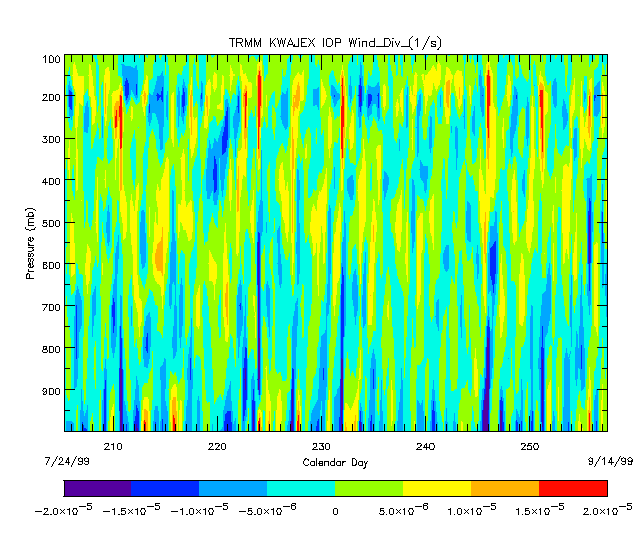 TRMM KWAJEX IOP Wind_Div_(1/s)
100
200
300
400
500
600
700
800
900
Pressure (mb)
210 220 230 240 250
7/24/99 Calendar Day 9/14/99
−2.0×10⁻⁵ −1.5×10⁻⁵ −1.0×10⁻⁵ −5.0×10⁻⁶ 0 5.0×10⁻⁶ 1.0×10⁻⁵ 1.5×10⁻⁵ 2.0×10⁻⁵